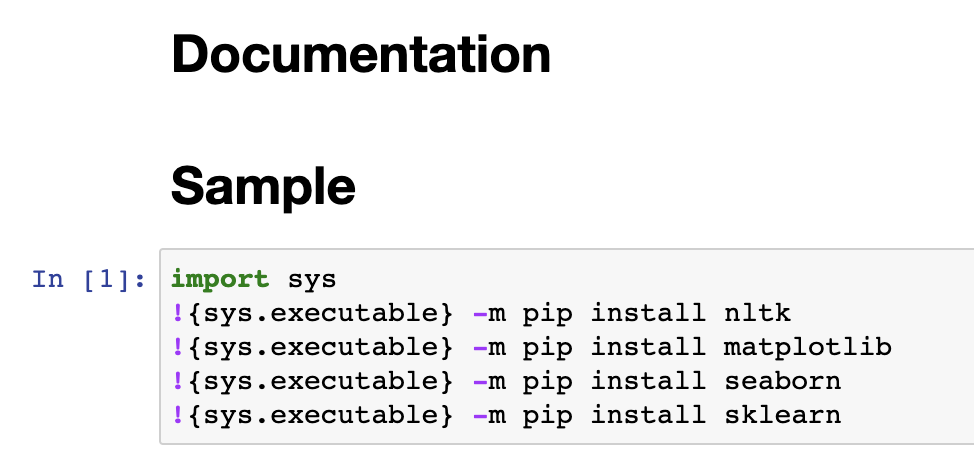 Documentation
Sample
In [1]:
import sys
!{sys.executable} -m pip install nltk
!{sys.executable} -m pip install matplotlib
!{sys.executable} -m pip install seaborn
!{sys.executable} -m pip install sklearn